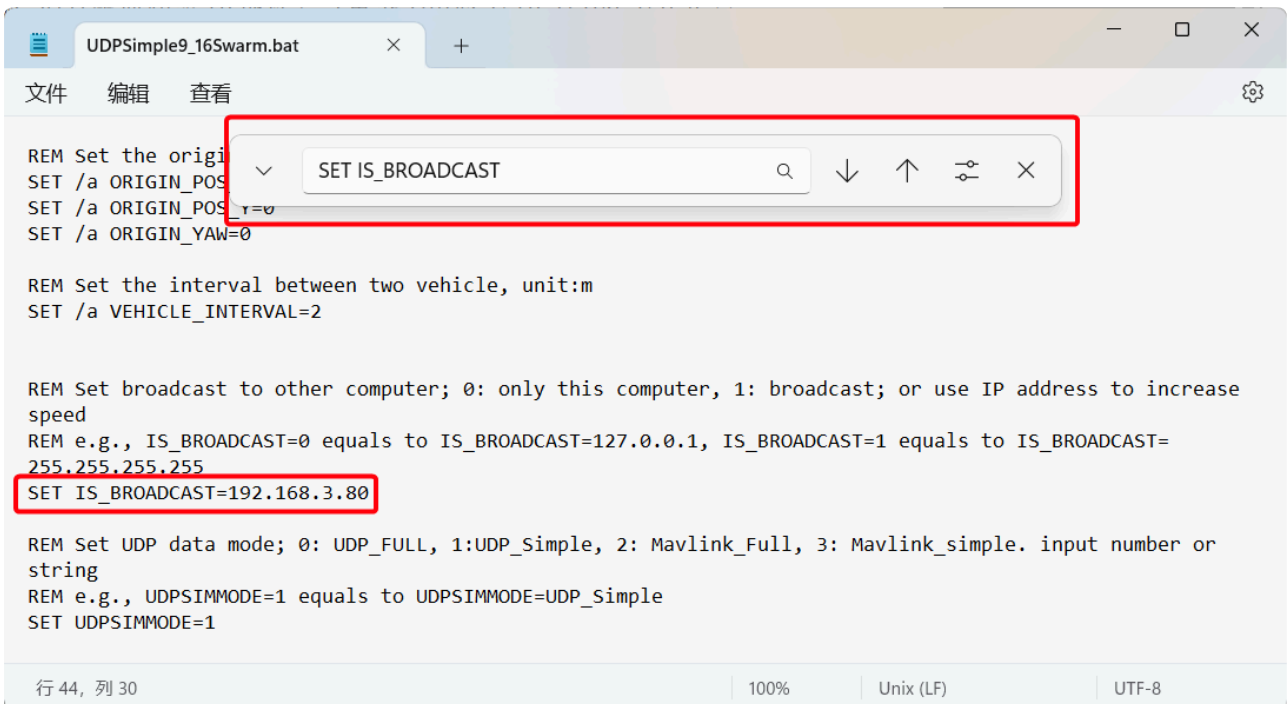 UDPSimple9_16Swarm.bat
文件 编辑 查看
SET IS_BROADCAST
REM Set the origi
SET /a ORIGIN_POS_
SET /a ORIGIN_POS_Y=0
SET /a ORIGIN_YAW=0
REM Set the interval between two vehicle, unit:m
SET /a VEHICLE_INTERVAL=2
REM Set broadcast to other computer; 0: only this computer, 1: broadcast; or use IP address to increase
speed
REM e.g., IS_BROADCAST=0 equals to IS_BROADCAST=127.0.0.1, IS_BROADCAST=1 equals to IS_BROADCAST=
255.255.255.255
SET IS_BROADCAST=192.168.3.80
REM Set UDP data mode; 0: UDP_FULL, 1:UDP_Simple, 2: Mavlink_Full, 3: Mavlink_simple. input number or
string
REM e.g., UDPSIMMODE=1 equals to UDPSIMMODE=UDP_Simple
SET UDPSIMMODE=1
行 44, 列 30 100% Unix (LF) UTF-8